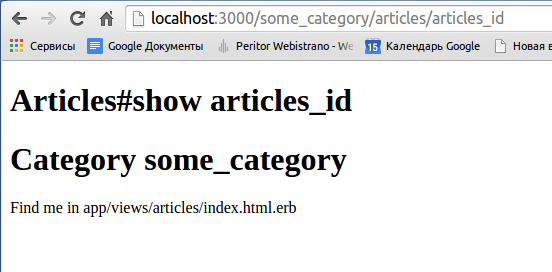 localhost:3000/some_category/articles/articles_id
Сервисы Google Документы Peritor Webistrano - We Календарь Google Новая в
Articles#show articles_id
Category some_category
Find me in app/views/articles/index.html.erb